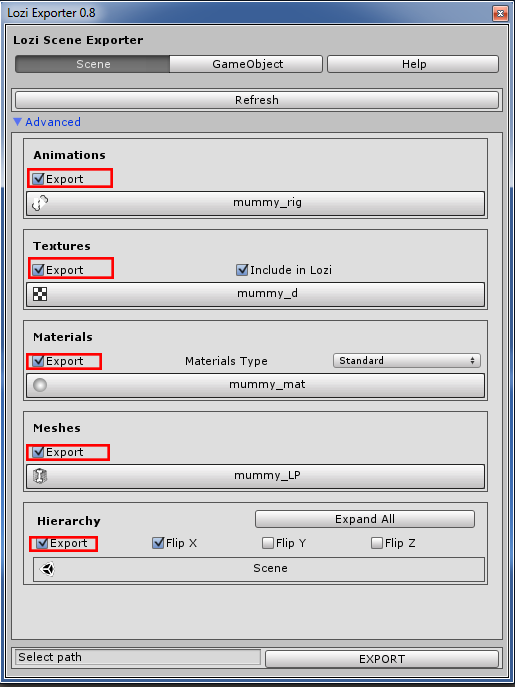 Lozi Exporter 0.8
Lozi Scene Exporter
Scene GameObject Help
Refresh
Advanced
Animations
Export
mummy_rig
Textures
Export Include in Lozi
mummy_d
Materials
Export Materials Type Standard
mummy_mat
Meshes
Export
mummy_LP
Hierarchy Expand All
Export Flip X Flip Y Flip Z
Scene
Select path EXPORT